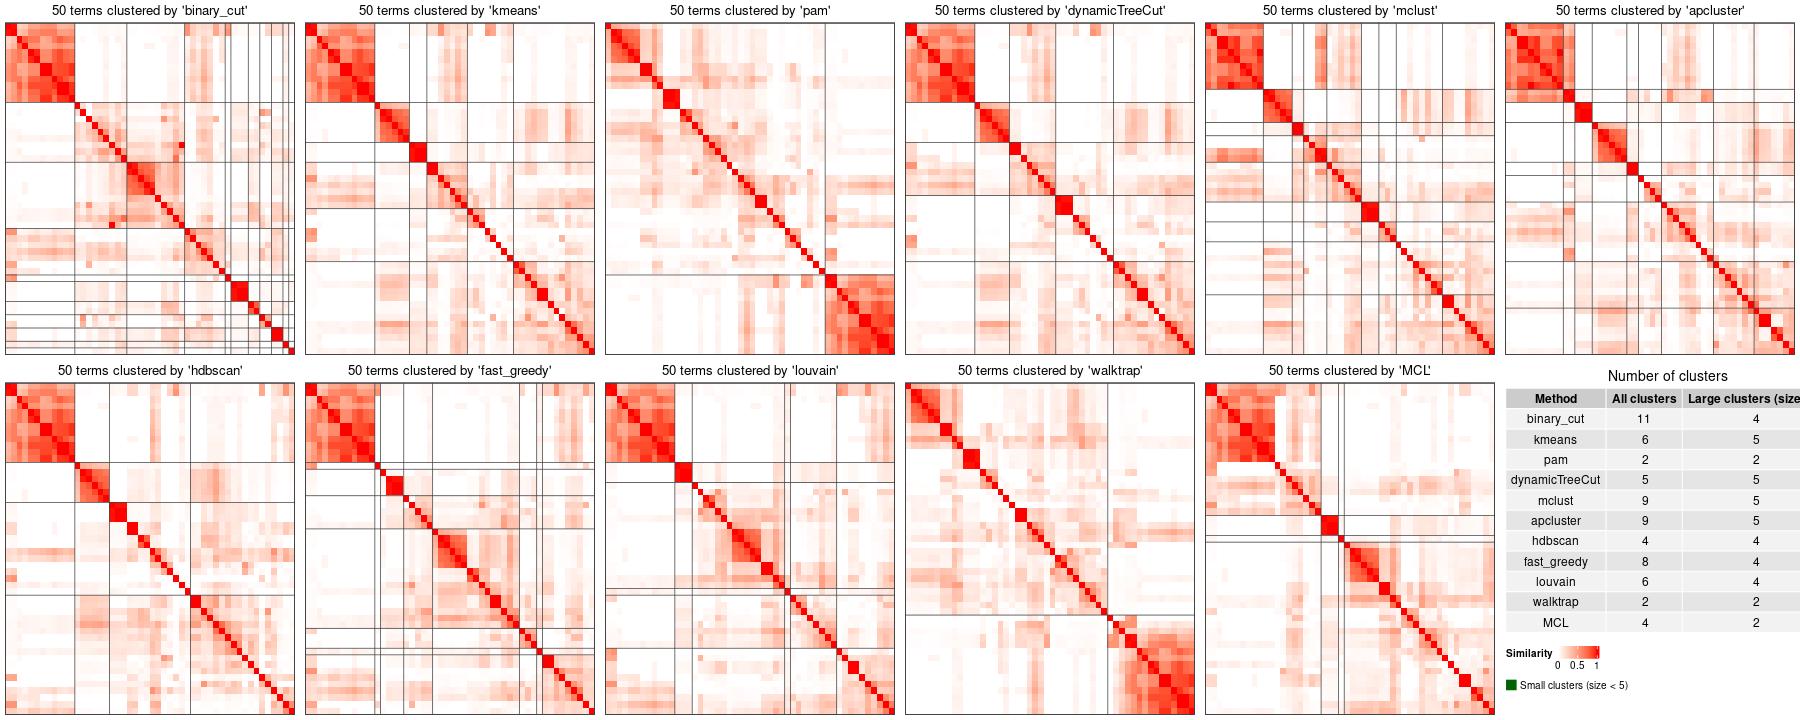 50 terms clustered by 'binary_cut'
50 terms clustered by 'kmeans'
50 terms clustered by 'pam'
50 terms clustered by 'dynamicTreeCut'
50 terms clustered by 'mclust'
50 terms clustered by 'apcluster'
50 terms clustered by 'hdbscan'
50 terms clustered by 'fast_greedy'
50 terms clustered by 'louvain'
50 terms clustered by 'walktrap'
50 terms clustered by 'MCL'
Number of clusters
Method All clusters Large clusters (size
binary_cut 11 4
kmeans 6 5
pam 2 2
dynamicTreeCut 5 5
mclust 9 5
apcluster 9 5
hdbscan 4 4
fast_greedy 8 4
louvain 6 4
walktrap 2 2
MCL 4 2
Similarity
0 0.5 1
Small clusters (size < 5)